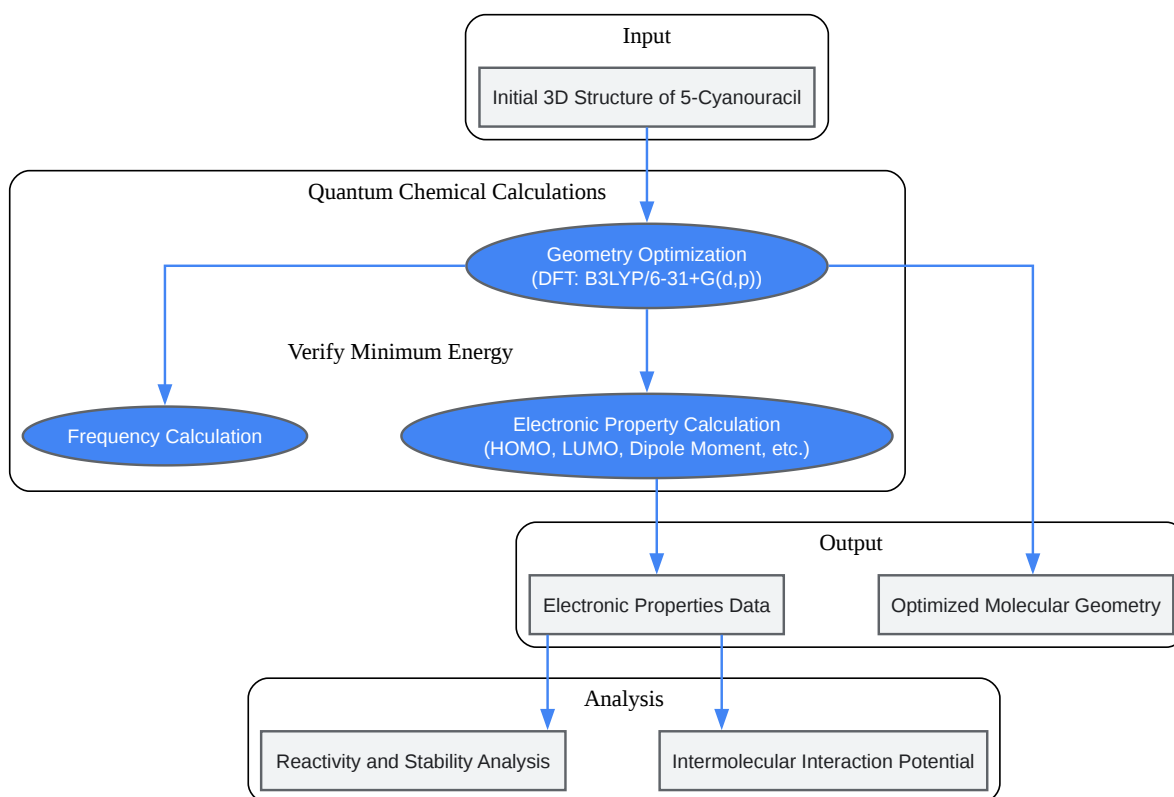 Input
Initial 3D Structure of 5-Cyanouracil
Quantum Chemical Calculations
Geometry Optimization
(DFT: B3LYP/6-31+G(d,p))
Verify Minimum Energy
Frequency Calculation
Electronic Property Calculation
(HOMO, LUMO, Dipole Moment, etc.)
Output
Electronic Properties Data
Optimized Molecular Geometry
Analysis
Reactivity and Stability Analysis
Intermolecular Interaction Potential